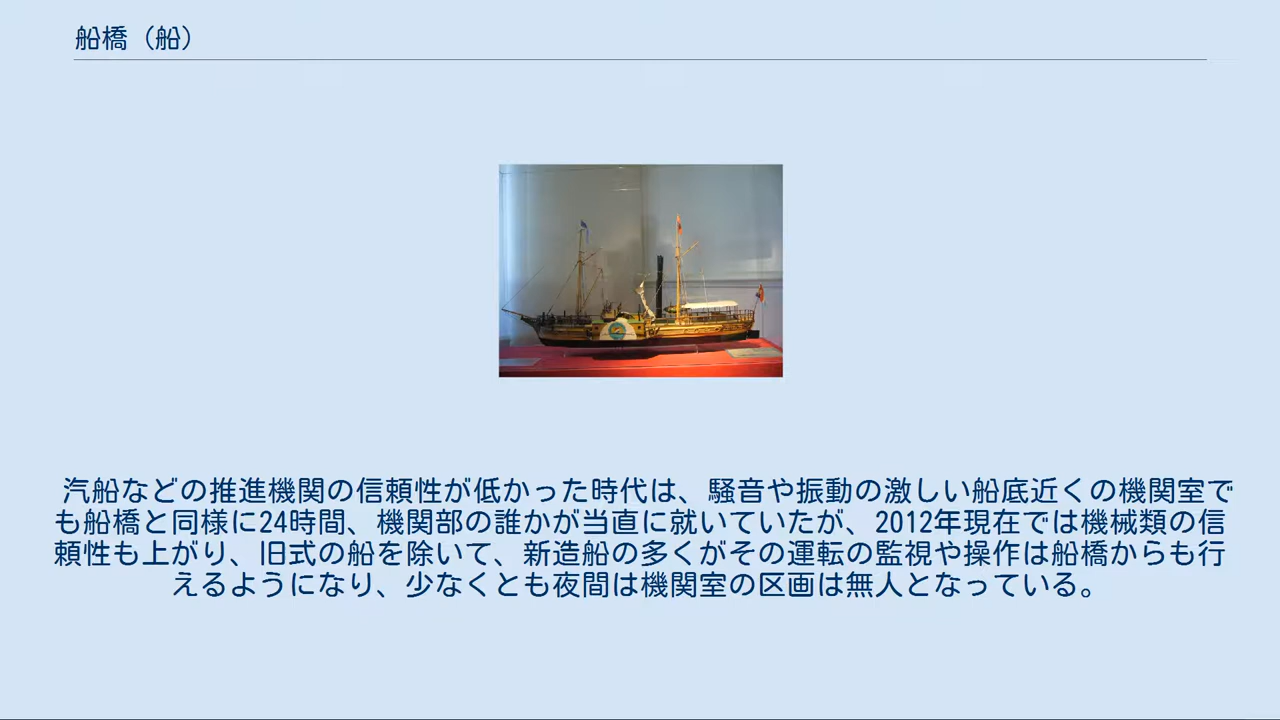 船橋（船）
汽船などの推進機関の信頼性が低かった時代は、騒音や振動の激しい船底近くの機関室で
も船橋と同様に24時間、機関部の誰かが当直に就いていたが、2012年現在では機械類の信
頼性も上がり、旧式の船を除いて、新造船の多くがその運転の監視や操作は船橋からも行
えるようになり、少なくとも夜間は機関室の区画は無人となっている。